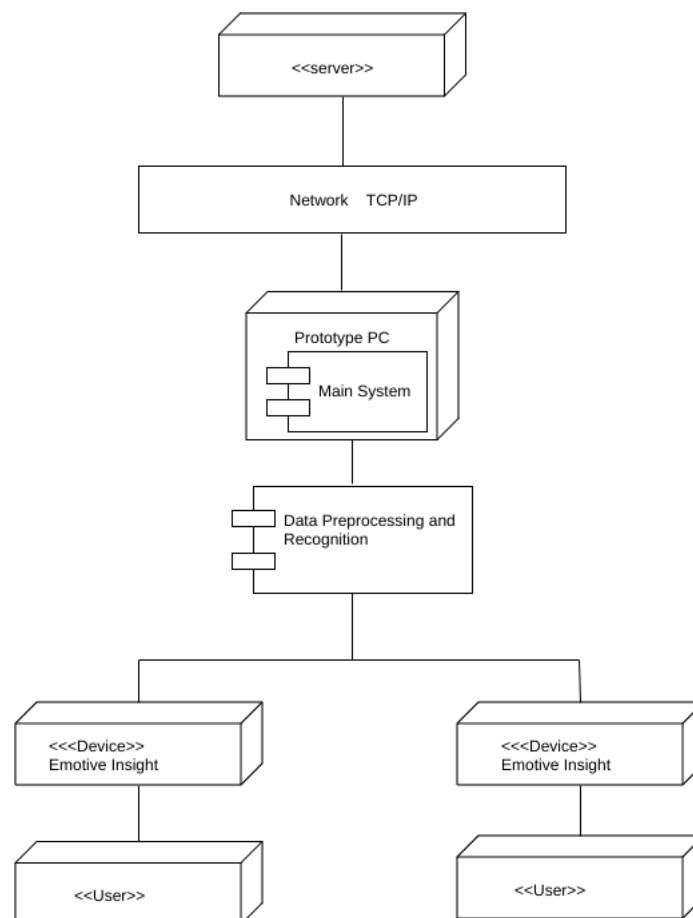 <<server>>
Network TCP/IP
Prototype PC
Main System
Data Preprocessing and
Recognition
<<<Device>>
Emotive Insight
<<<Device>>
Emotive Insight
<<User>>
<<User>>